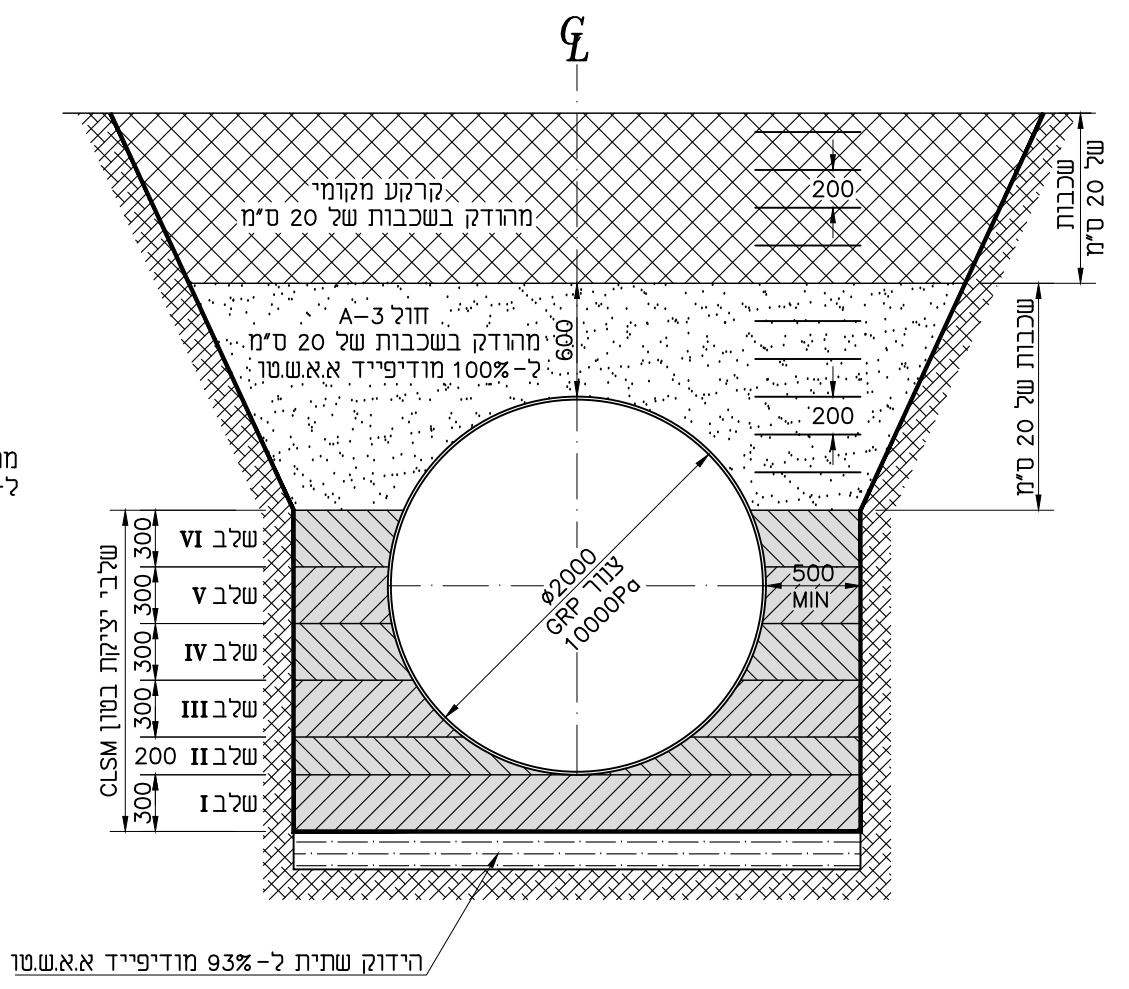 CL
קרקע מקומי
מהודק בשכבות של 20 ס"מ
200
שכבות
של 20 ס"מ
חול A-3
מהודק בשכבות של 20 ס"מ
ל-100% מודיפייד א.א.ש.טו
600
200
שכבות של 20 ס"מ
ל-
שלבי יציקת בטון CLSM
300
שלב VI
300
שלב V
300
שלב IV
300
שלב III
200
שלב II
300
שלב I
ø2000
צנור GRP
10000Pa
500
MIN
הידוק שתית ל-93% מודיפייד א.א.ש.טו